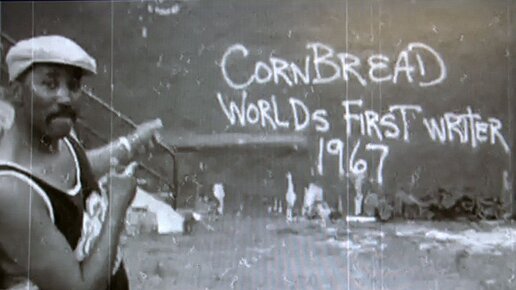 CORNBREAD
WORLDS FIRST WRITER
1967